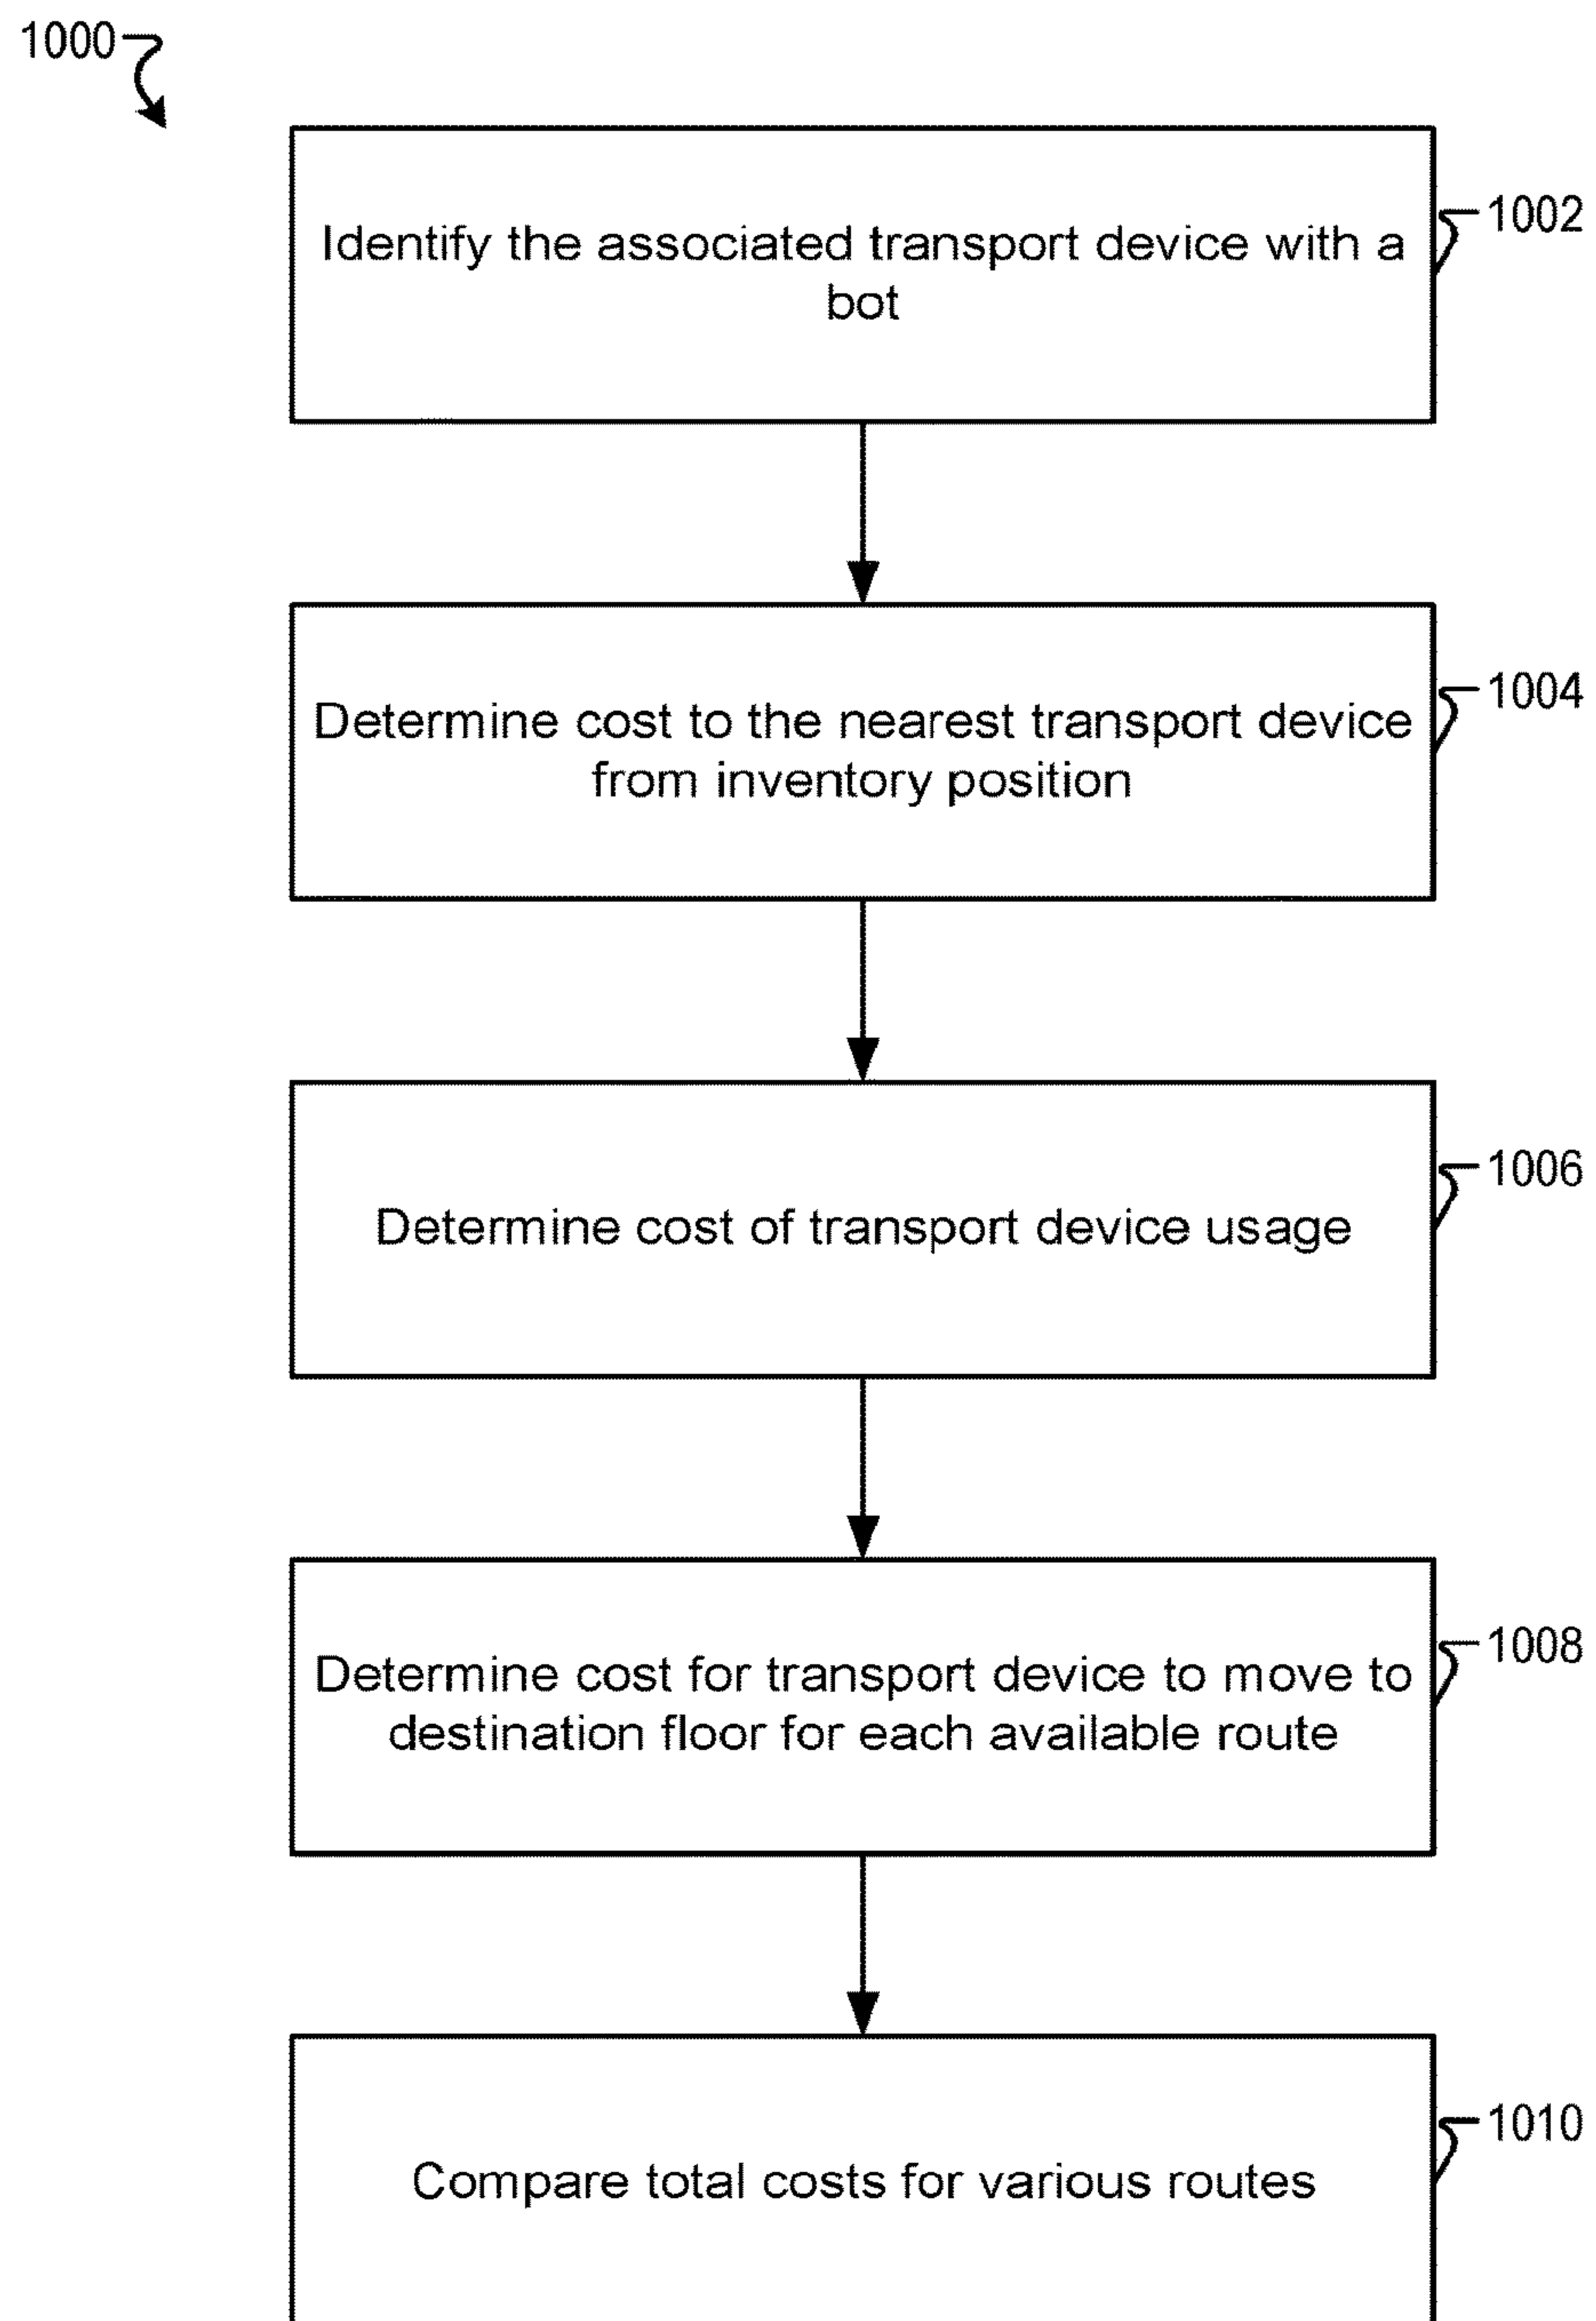 1000
Identify the associated transport device with a
bot
1002
Determine cost to the nearest transport device
from inventory position
1004
Determine cost of transport device usage
1006
Determine cost for transport device to move to
destination floor for each available route
1008
Compare total costs for various routes
1010